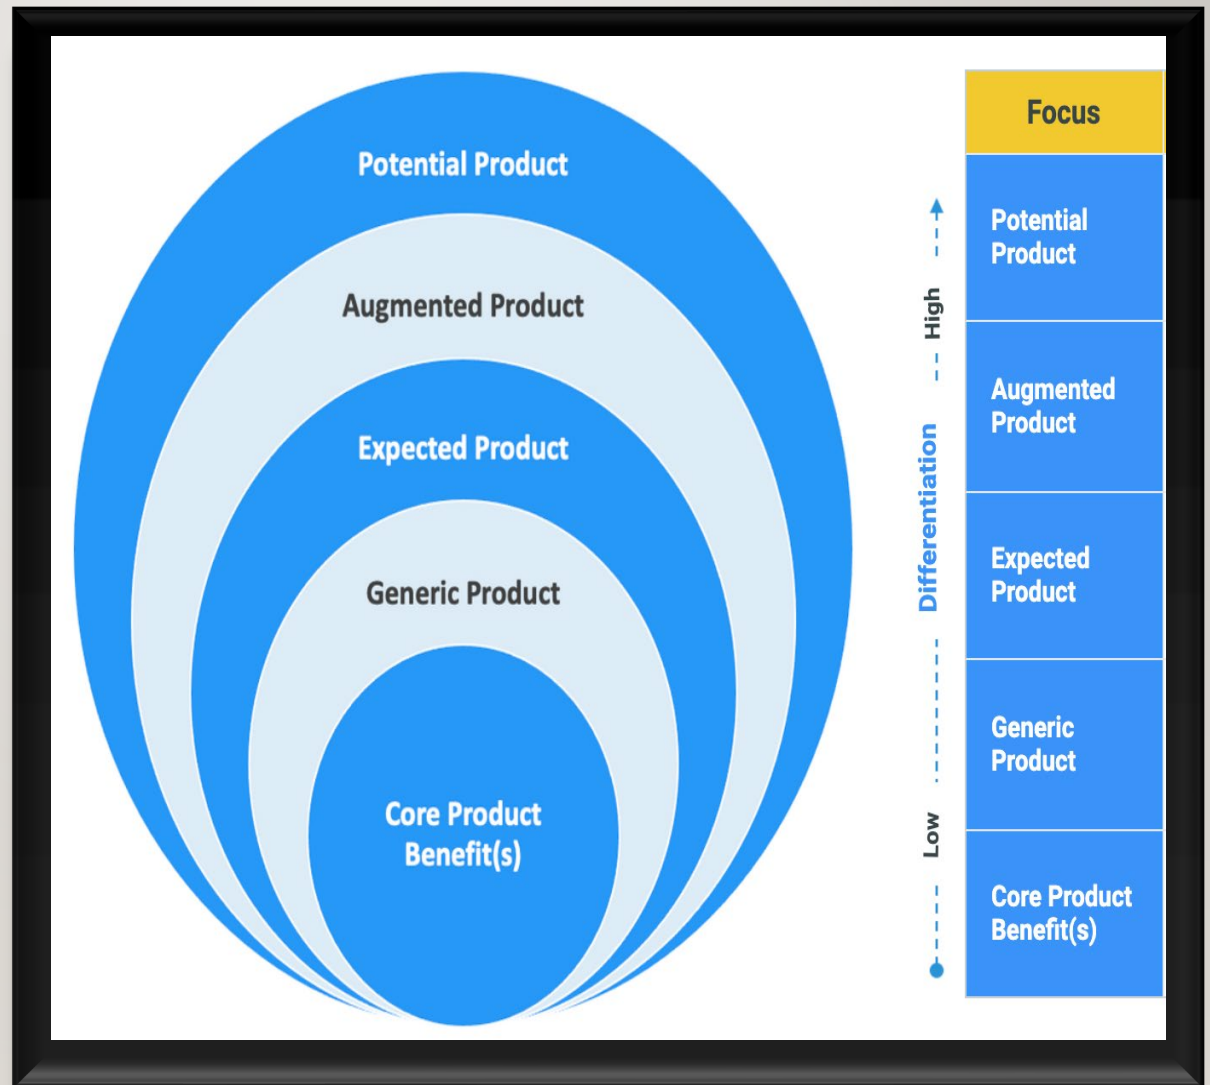 Potential Product
Augmented Product
Expected Product
Generic Product
Core Product
Benefit(s)
Low
Differentiation
High
Focus
Potential
Product
Augmented
Product
Expected
Product
Generic
Product
Core Product
Benefit(s)